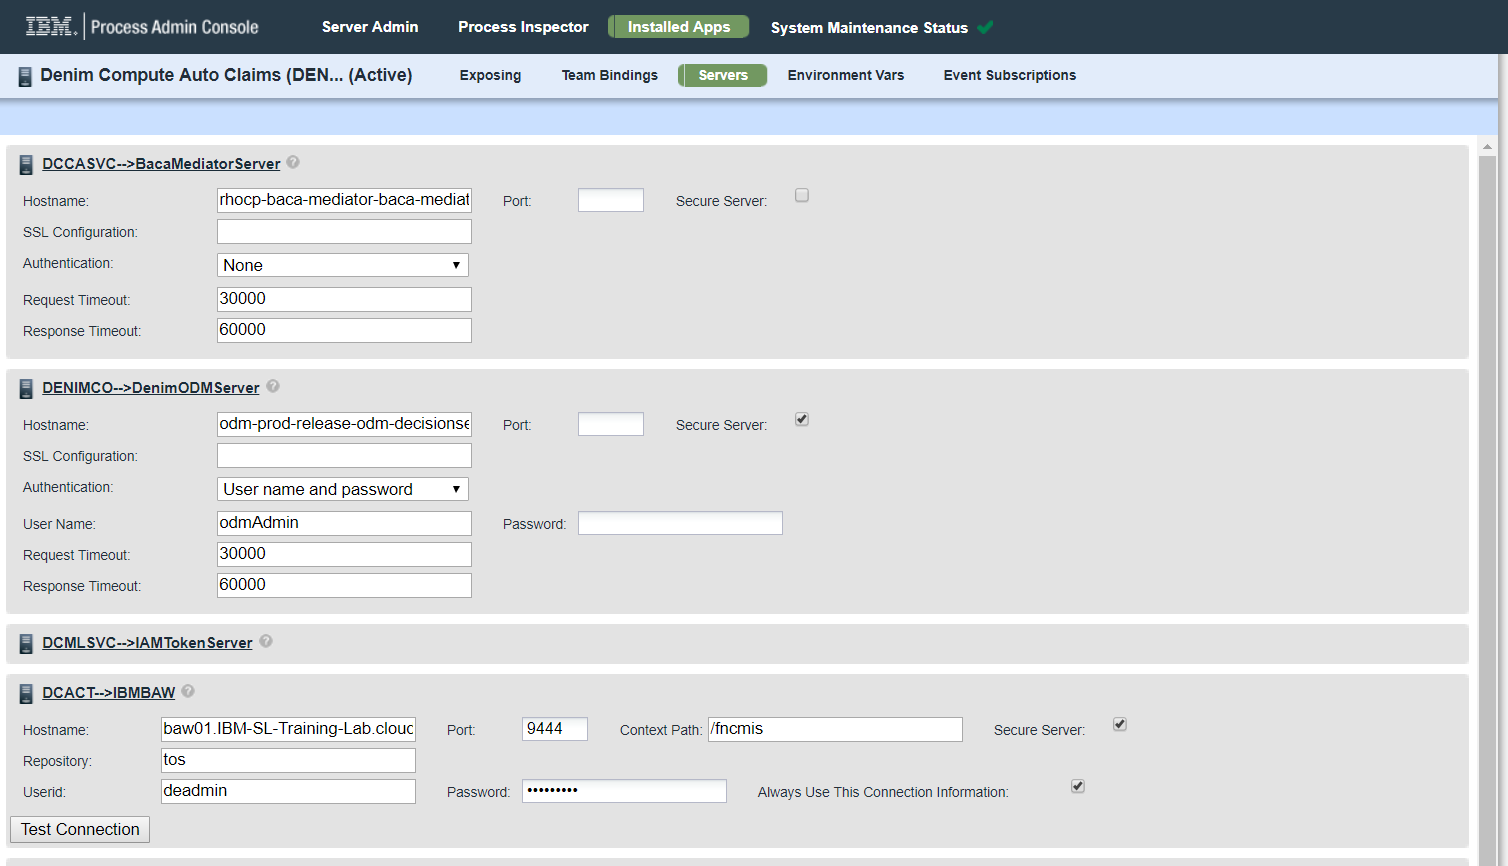 IBM. Process Admin Console Server Admin Process Inspector Installed Apps System Maintenance Status
Denim Compute Auto Claims (DEN... (Active) Exposing Team Bindings Servers Environment Vars Event Subscriptions
DCCASVC-->BacaMediatorServer ?
Hostname: rhocp-baca-mediator-baca-mediat Port: Secure Server:
SSL Configuration:
Authentication: None
Request Timeout: 30000
Response Timeout: 60000
DENIMCO-->DenimODMServer ?
Hostname: odm-prod-release-odm-decisionse Port: Secure Server:
SSL Configuration:
Authentication: User name and password
User Name: odmAdmin Password:
Request Timeout: 30000
Response Timeout: 60000
DCMLSVC-->IAMTokenServer ?
DCACT-->IBMBAW ?
Hostname: baw01.IBM-SL-Training-Lab.cloud Port: 9444 Context Path: /fncmis Secure Server:
Repository: tos
Userid: deadmin Password: ••••••••• Always Use This Connection Information:
Test Connection